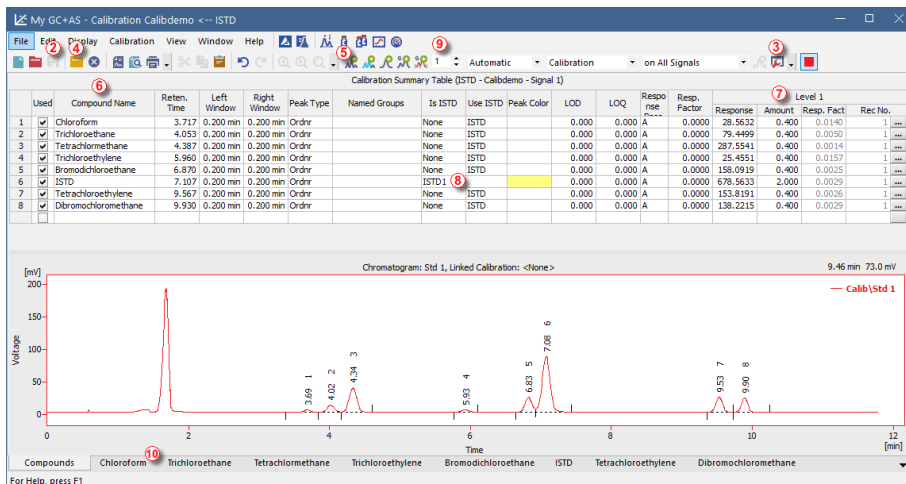 My GC+AS - Calibration Calibdemo <-- ISTD
File Edit Display Calibration View Window Help
2 4 5 9 3
1 Automatic Calibration on All Signals
Calibration Summary Table (ISTD - Calibdemo - Signal 1)
6 7
Used Compound Name Reten. Time Left Window Right Window Peak Type Named Groups Is ISTD Use ISTD Peak Color LOD LOQ Respo nse Resp. Factor Level 1
Response Amount Resp. Fact Rec No.
1 Chloroform 3.717 0.200 min 0.200 min Ordnr None ISTD 0.000 0.000 A 0.0000 28.5632 0.400 0.0140 1 ...
2 Trichloroethane 4.053 0.200 min 0.200 min Ordnr None ISTD 0.000 0.000 A 0.0000 79.4499 0.400 0.0050 1 ...
3 Tetrachlormethane 4.387 0.200 min 0.200 min Ordnr None ISTD 0.000 0.000 A 0.0000 287.5541 0.400 0.0014 1 ...
4 Trichloroethylene 5.960 0.200 min 0.200 min Ordnr None ISTD 0.000 0.000 A 0.0000 25.4551 0.400 0.0157 1 ...
5 Bromodichloroethane 6.870 0.200 min 0.200 min Ordnr None ISTD 0.000 0.000 A 0.0000 158.0919 0.400 0.0025 1 ...
6 ISTD 7.107 0.200 min 0.200 min Ordnr ISTD1 8 0.000 0.000 A 0.0000 678.5633 2.000 0.0029 1 ...
7 Tetrachloroethylene 9.567 0.200 min 0.200 min Ordnr None ISTD 0.000 0.000 A 0.0000 153.8191 0.400 0.0026 1 ...
8 Dibromochloromethane 9.930 0.200 min 0.200 min Ordnr None ISTD 0.000 0.000 A 0.0000 138.2215 0.400 0.0029 1 ...
Chromatogram: Std 1, Linked Calibration: <None> 9.46 min 73.0 mV
[mV]
200
Calib\Std 1
150
100
50
0
Voltage
3.69 1
4.02 2
4.34 3
5.93 4
6.83 5
7.08 6
9.53 7
9.90 8
0 2 4 6 8 10 12
Time [min]
10
Compounds Chloroform Trichloroethane Tetrachlormethane Trichloroethylene Bromodichloroethane ISTD Tetrachloroethylene Dibromochloromethane
For Help, press F1